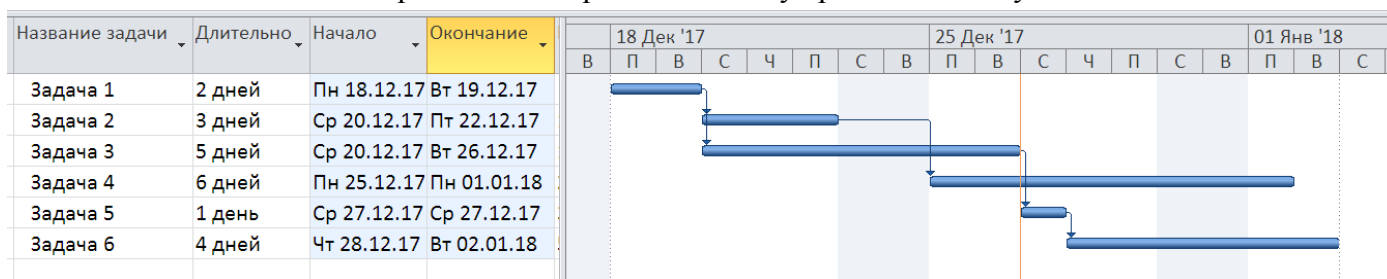 Название задачи Длительно Начало Окончание 18 Дек '17 25 Дек '17 01 Янв '18
В П В С Ч П С В П В С Ч П С В П В С
Задача 1 2 дней Пн 18.12.17 Вт 19.12.17
Задача 2 3 дней Ср 20.12.17 Пт 22.12.17
Задача 3 5 дней Ср 20.12.17 Вт 26.12.17
Задача 4 6 дней Пн 25.12.17 Пн 01.01.18
Задача 5 1 день Ср 27.12.17 Ср 27.12.17
Задача 6 4 дней Чт 28.12.17 Вт 02.01.18